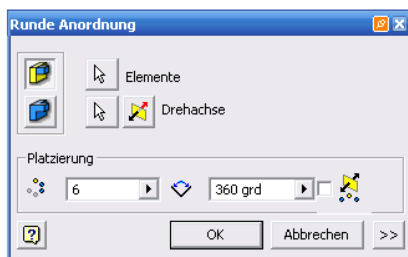 Runde Anordnung
Elemente
Drehachse
Platzierung
6 360 grd
? OK Abbrechen >>